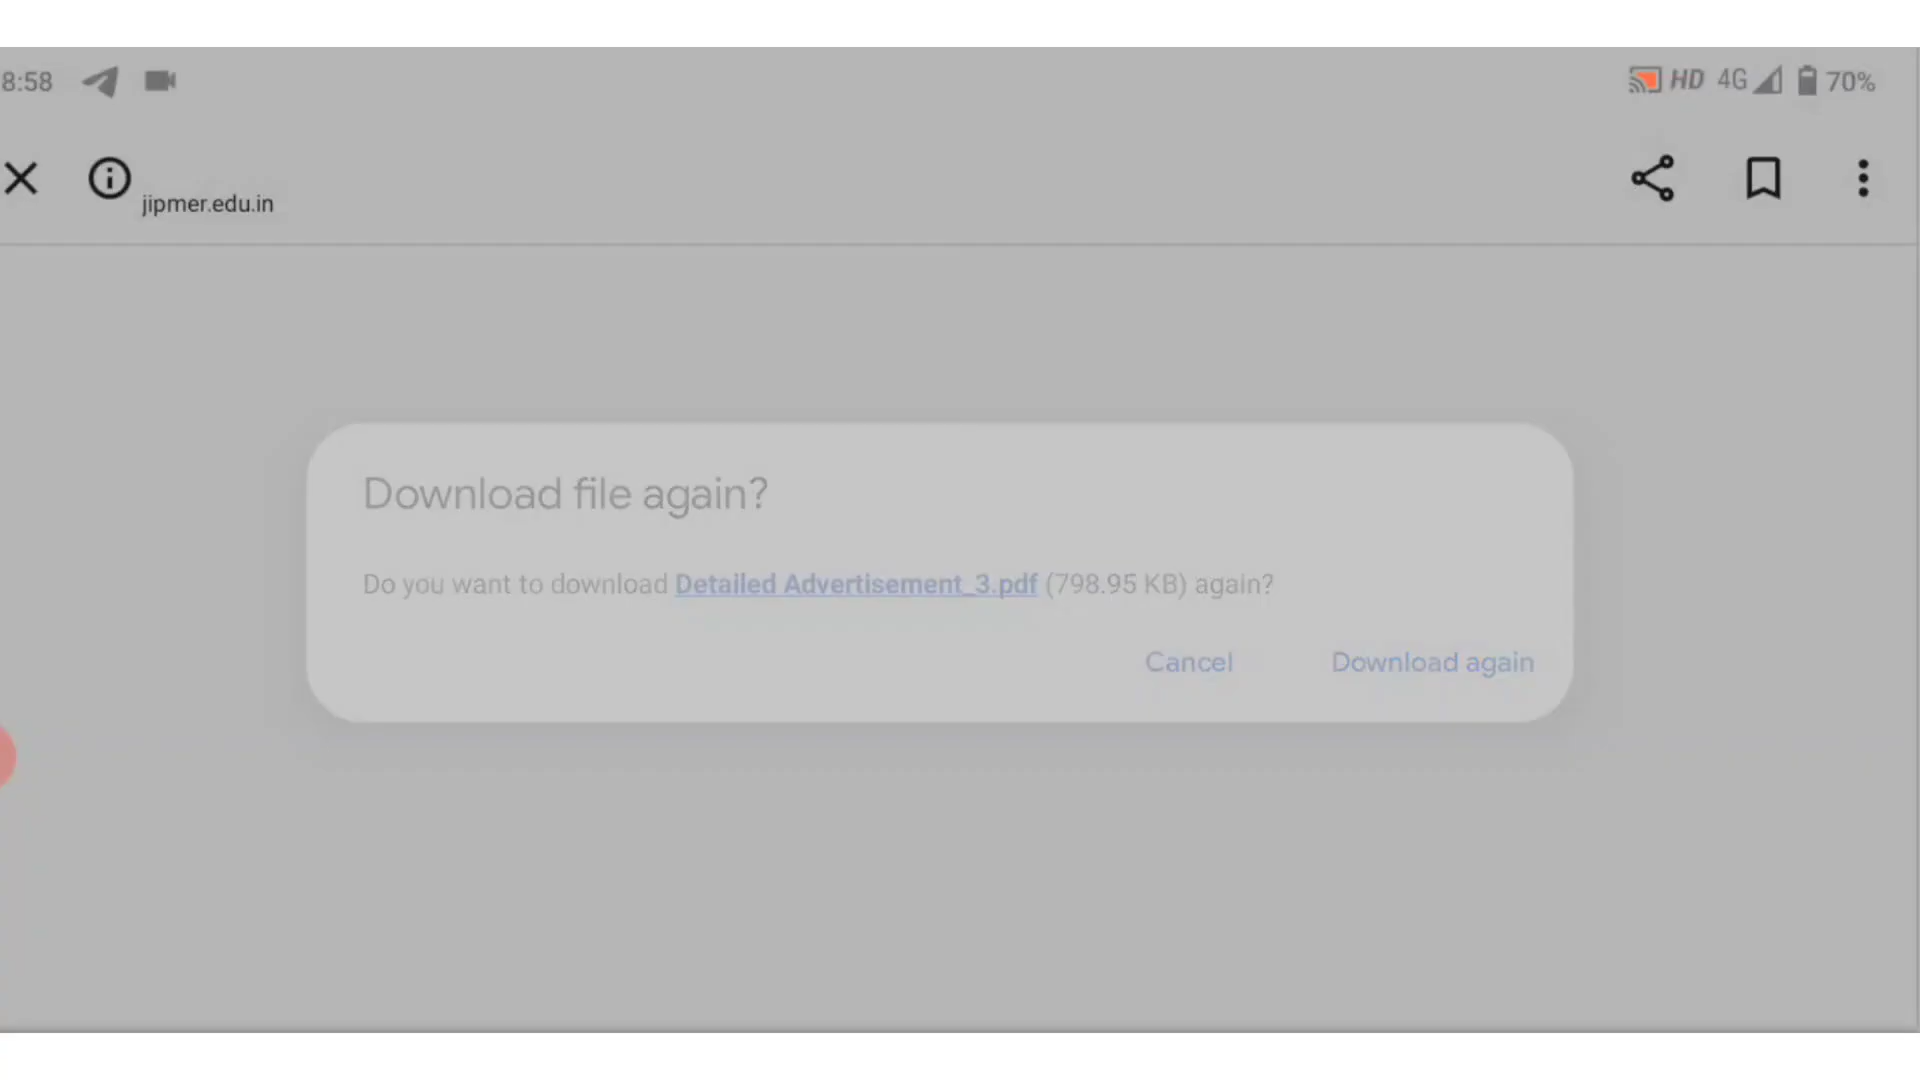 8:58 HD 4G 70%
jipmer.edu.in
Download file again?
Do you want to download Detailed Advertisement_3.pdf (798.95 KB) again?
Cancel Download again